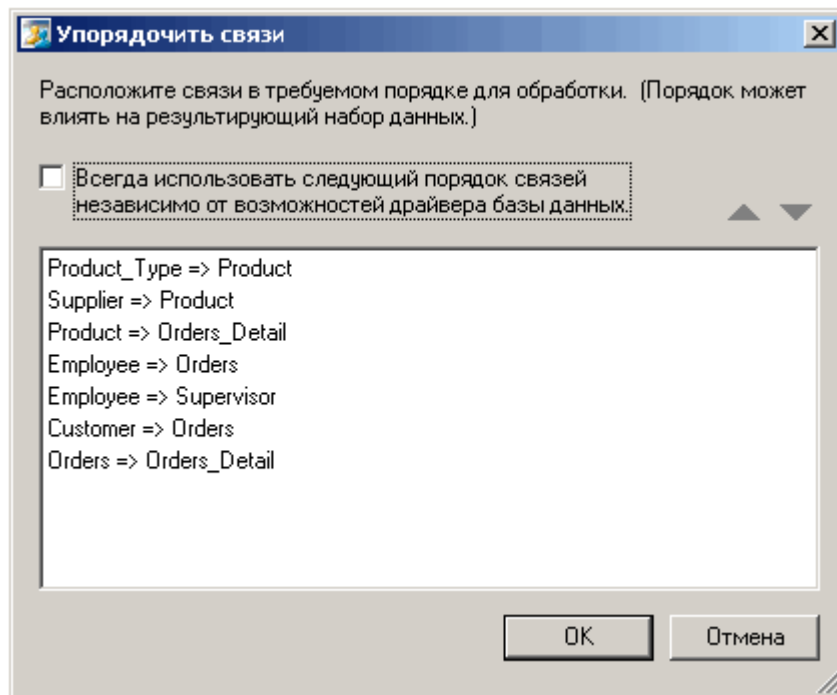 Упорядочить связи
Расположите связи в требуемом порядке для обработки. (Порядок может
влиять на результирующий набор данных.)
Всегда использовать следующий порядок связей
независимо от возможностей драйвера базы данных.
Product_Type => Product
Supplier => Product
Product => Orders_Detail
Employee => Orders
Employee => Supervisor
Customer => Orders
Orders => Orders_Detail
OK
Отмена